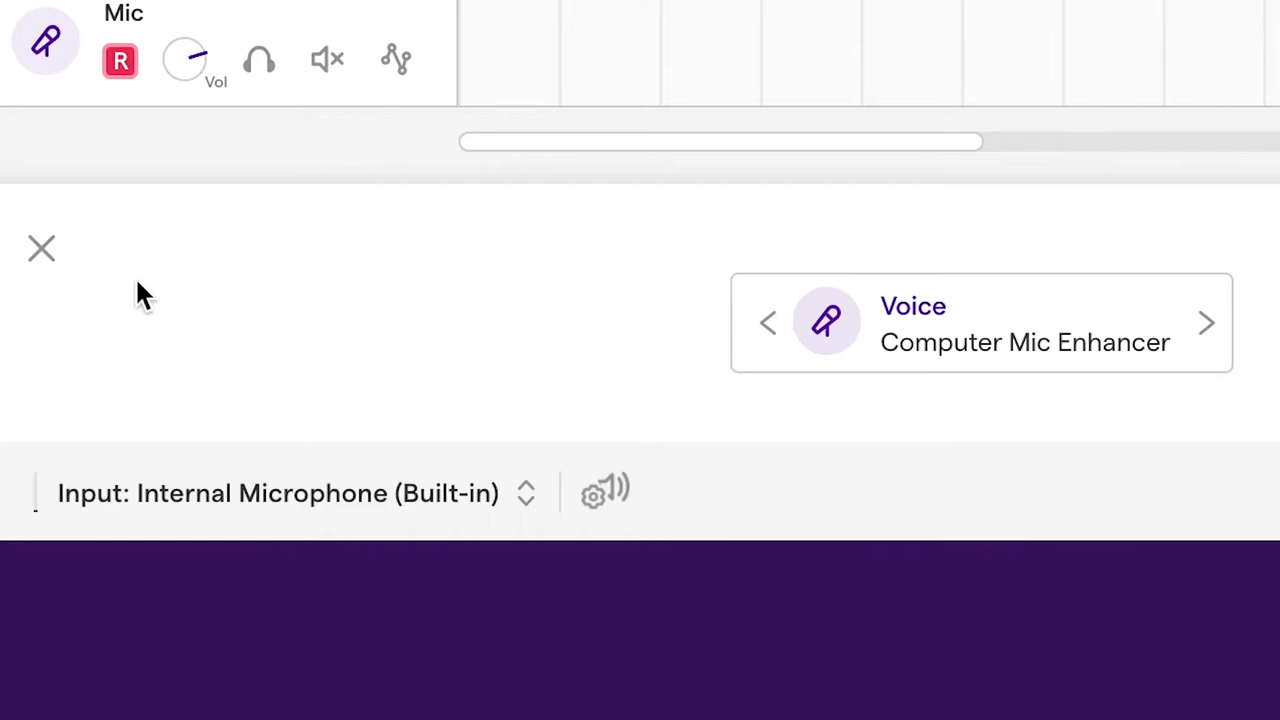 Mic
R
Vol
Voice
Computer Mic Enhancer
Input: Internal Microphone (Built-in)